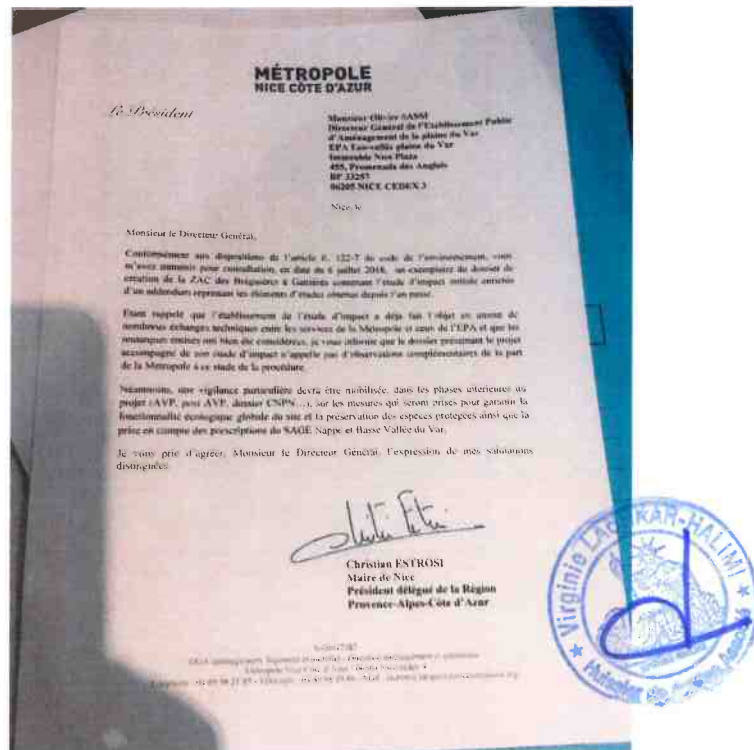 MÉTROPOLE
NICE CÔTE D'AZUR
Le Président
Monsieur Olivier SASSI
Directeur Général de l'Etablissement Public
d'Aménagement de la plaine du Var
EPA Eco-vallée plaine du Var
Immeuble Nice Plaza
455, Promenade des Anglais
BP 33257
06205 NICE CEDEX 3
Nice, le
Monsieur le Directeur Général,
Conformément aux dispositions de l'article R. 122-7 du code de l'environnement, vous
m'avez transmis pour consultation, en date du 6 juillet 2018, un exemplaire du dossier de
création de la ZAC des Bréguières à Gattières contenant l'étude d'impact initiale enrichie
d'un addendum reprenant les éléments d'études obtenus depuis l'an passé.
Etant rappelé que l'établissement de l'étude d'impact a déjà fait l'objet en amont de
nombreux échanges techniques entre les services de la Métropole et ceux de l'EPA et que les
remarques émises ont bien été considérées, je vous informe que le dossier présentant le projet
accompagné de son étude d'impact n'appelle pas d'observations complémentaires de la part
de la Métropole à ce stade de la procédure.
Néanmoins, une vigilance particulière devra être mobilisée, dans les phases ultérieures du
projet (AVP, post AVP, dossier CNPN…), sur les mesures qui seront prises pour garantir la
fonctionnalité écologique globale du site et la préservation des espèces protégées ainsi que la
prise en compte des prescriptions du SAGE Nappe et Basse Vallée du Var.
Je vous prie d'agréer, Monsieur le Directeur Général, l'expression de mes salutations
distinguées.
Christian ESTROSI
Maire de Nice
Président délégué de la Région
Provence-Alpes-Côte d'Azur
Virginie HALIMI
Huissier de Justice Associée